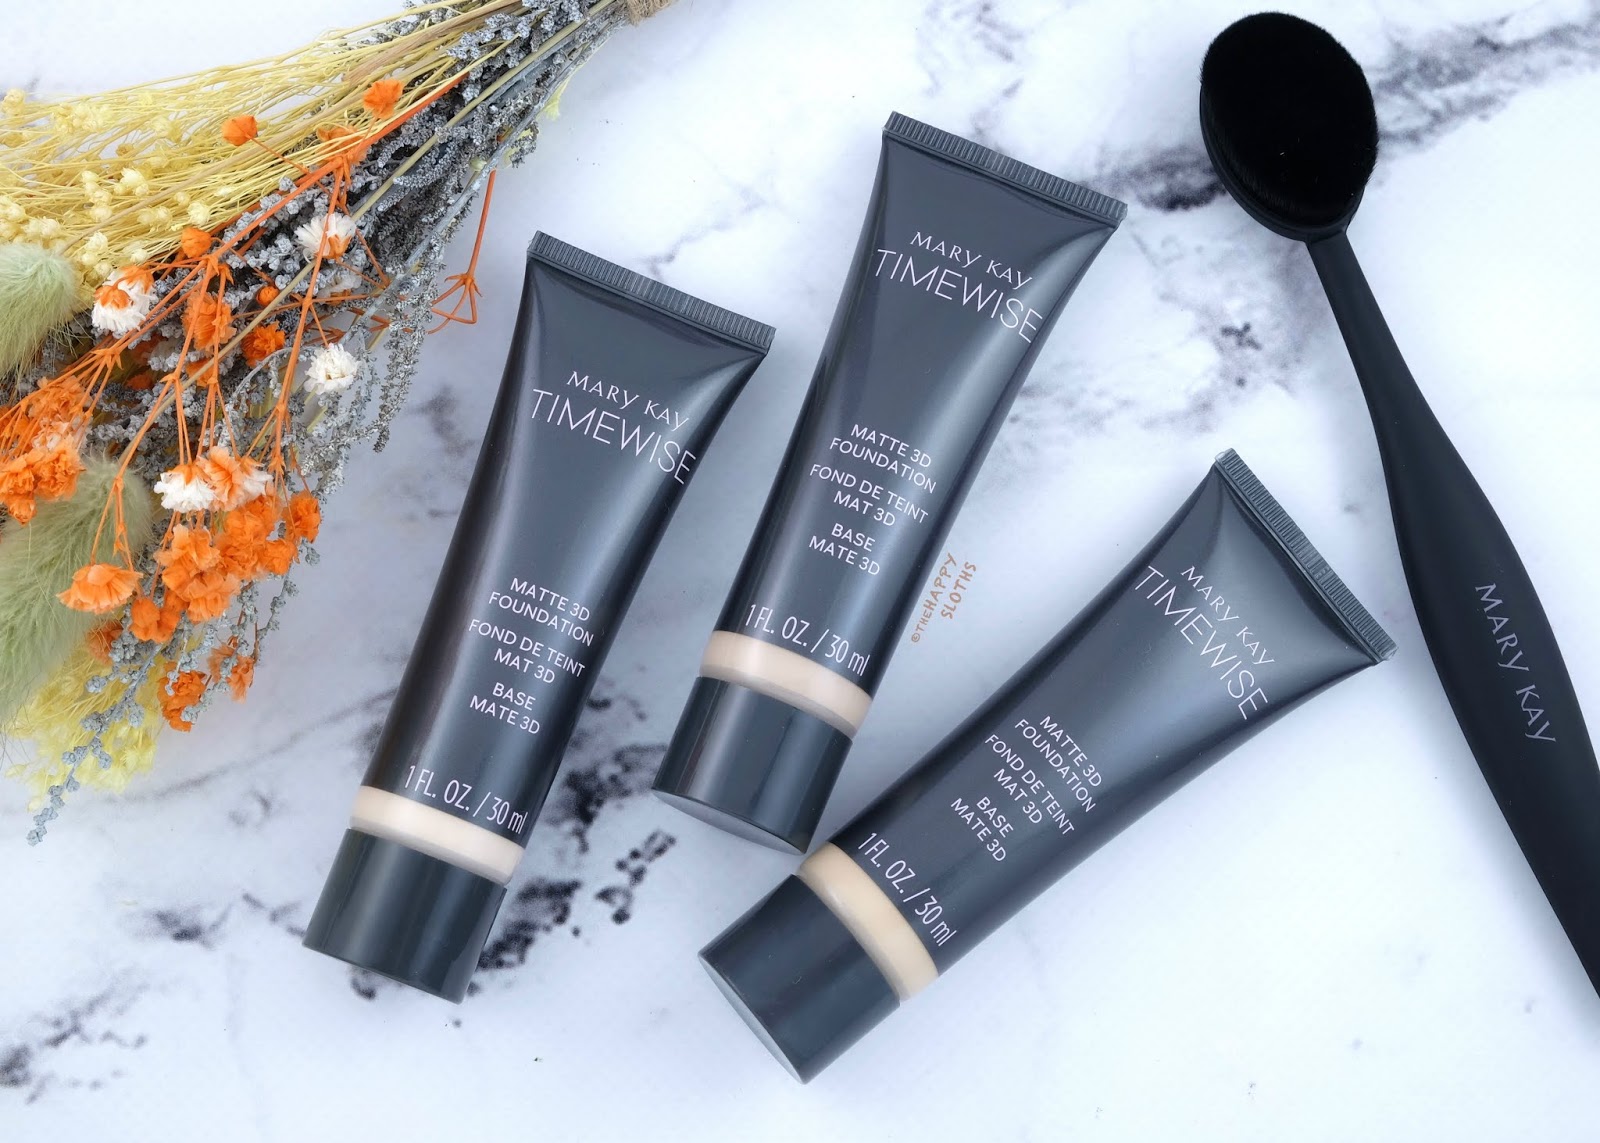 MARY KAY
TIMEWISE
MATTE 3D
FOUNDATION
FOND DE TEINT
MAT 3D
BASE
MATE 3D
1 FL. OZ. / 30 ml
MARY KAY
TIMEWISE
MATTE 3D
FOUNDATION
FOND DE TEINT
MAT 3D
BASE
MATE 3D
1 FL. OZ. / 30 ml
©THEHAPPY
SLOTHS
MARY KAY
TIMEWISE
MATTE 3D
FOUNDATION
FOND DE TEINT
MAT 3D
BASE
MATE 3D
1 FL. OZ. / 30 ml
MARY KAY